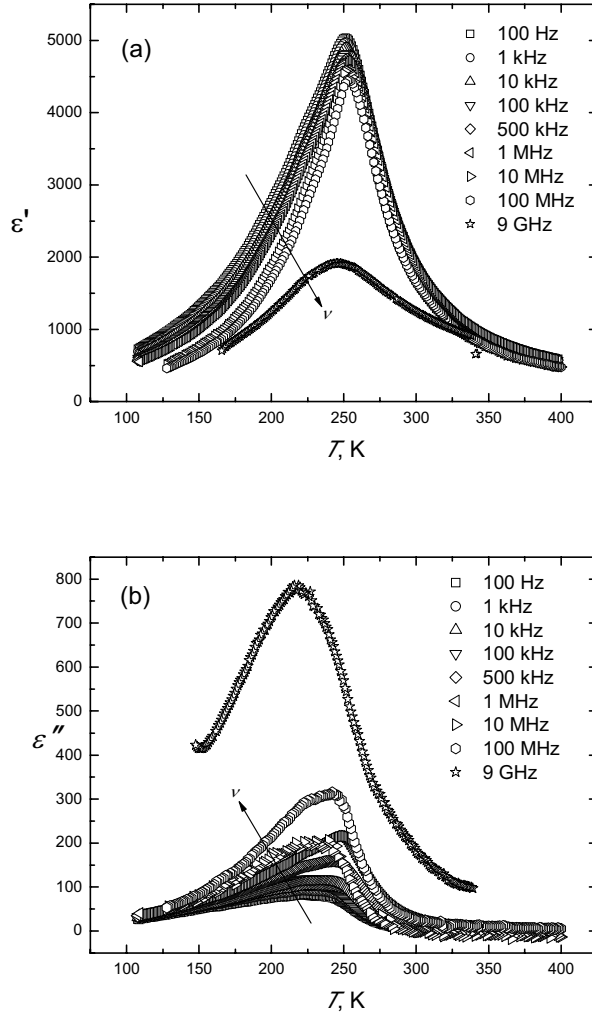 (a)
100 Hz
1 kHz
10 kHz
100 kHz
500 kHz
1 MHz
10 MHz
100 MHz
9 GHz
5000
4000
3000
2000
1000
0
ε'
ν
100 150 200 250 300 350 400
T, K
(b)
100 Hz
1 kHz
10 kHz
100 kHz
500 kHz
1 MHz
10 MHz
100 MHz
9 GHz
800
700
600
500
400
300
200
100
0
ε″
ν
100 150 200 250 300 350 400
T, K